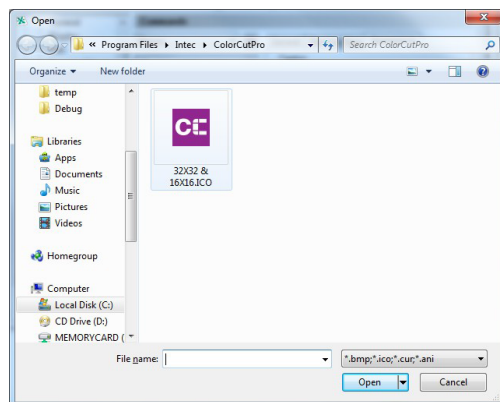 Open
« Program Files ▸ Intec ▸ ColorCutPro
Search ColorCutPro
Organize
New folder
temp
Debug
Libraries
Apps
Documents
Music
Pictures
Videos
Homegroup
Computer
Local Disk (C:)
CD Drive (D:)
MEMORYCARD (
CE
32X32 &
16X16.ICO
File name:
*.bmp;*.ico;*.cur;*.ani
Open
Cancel